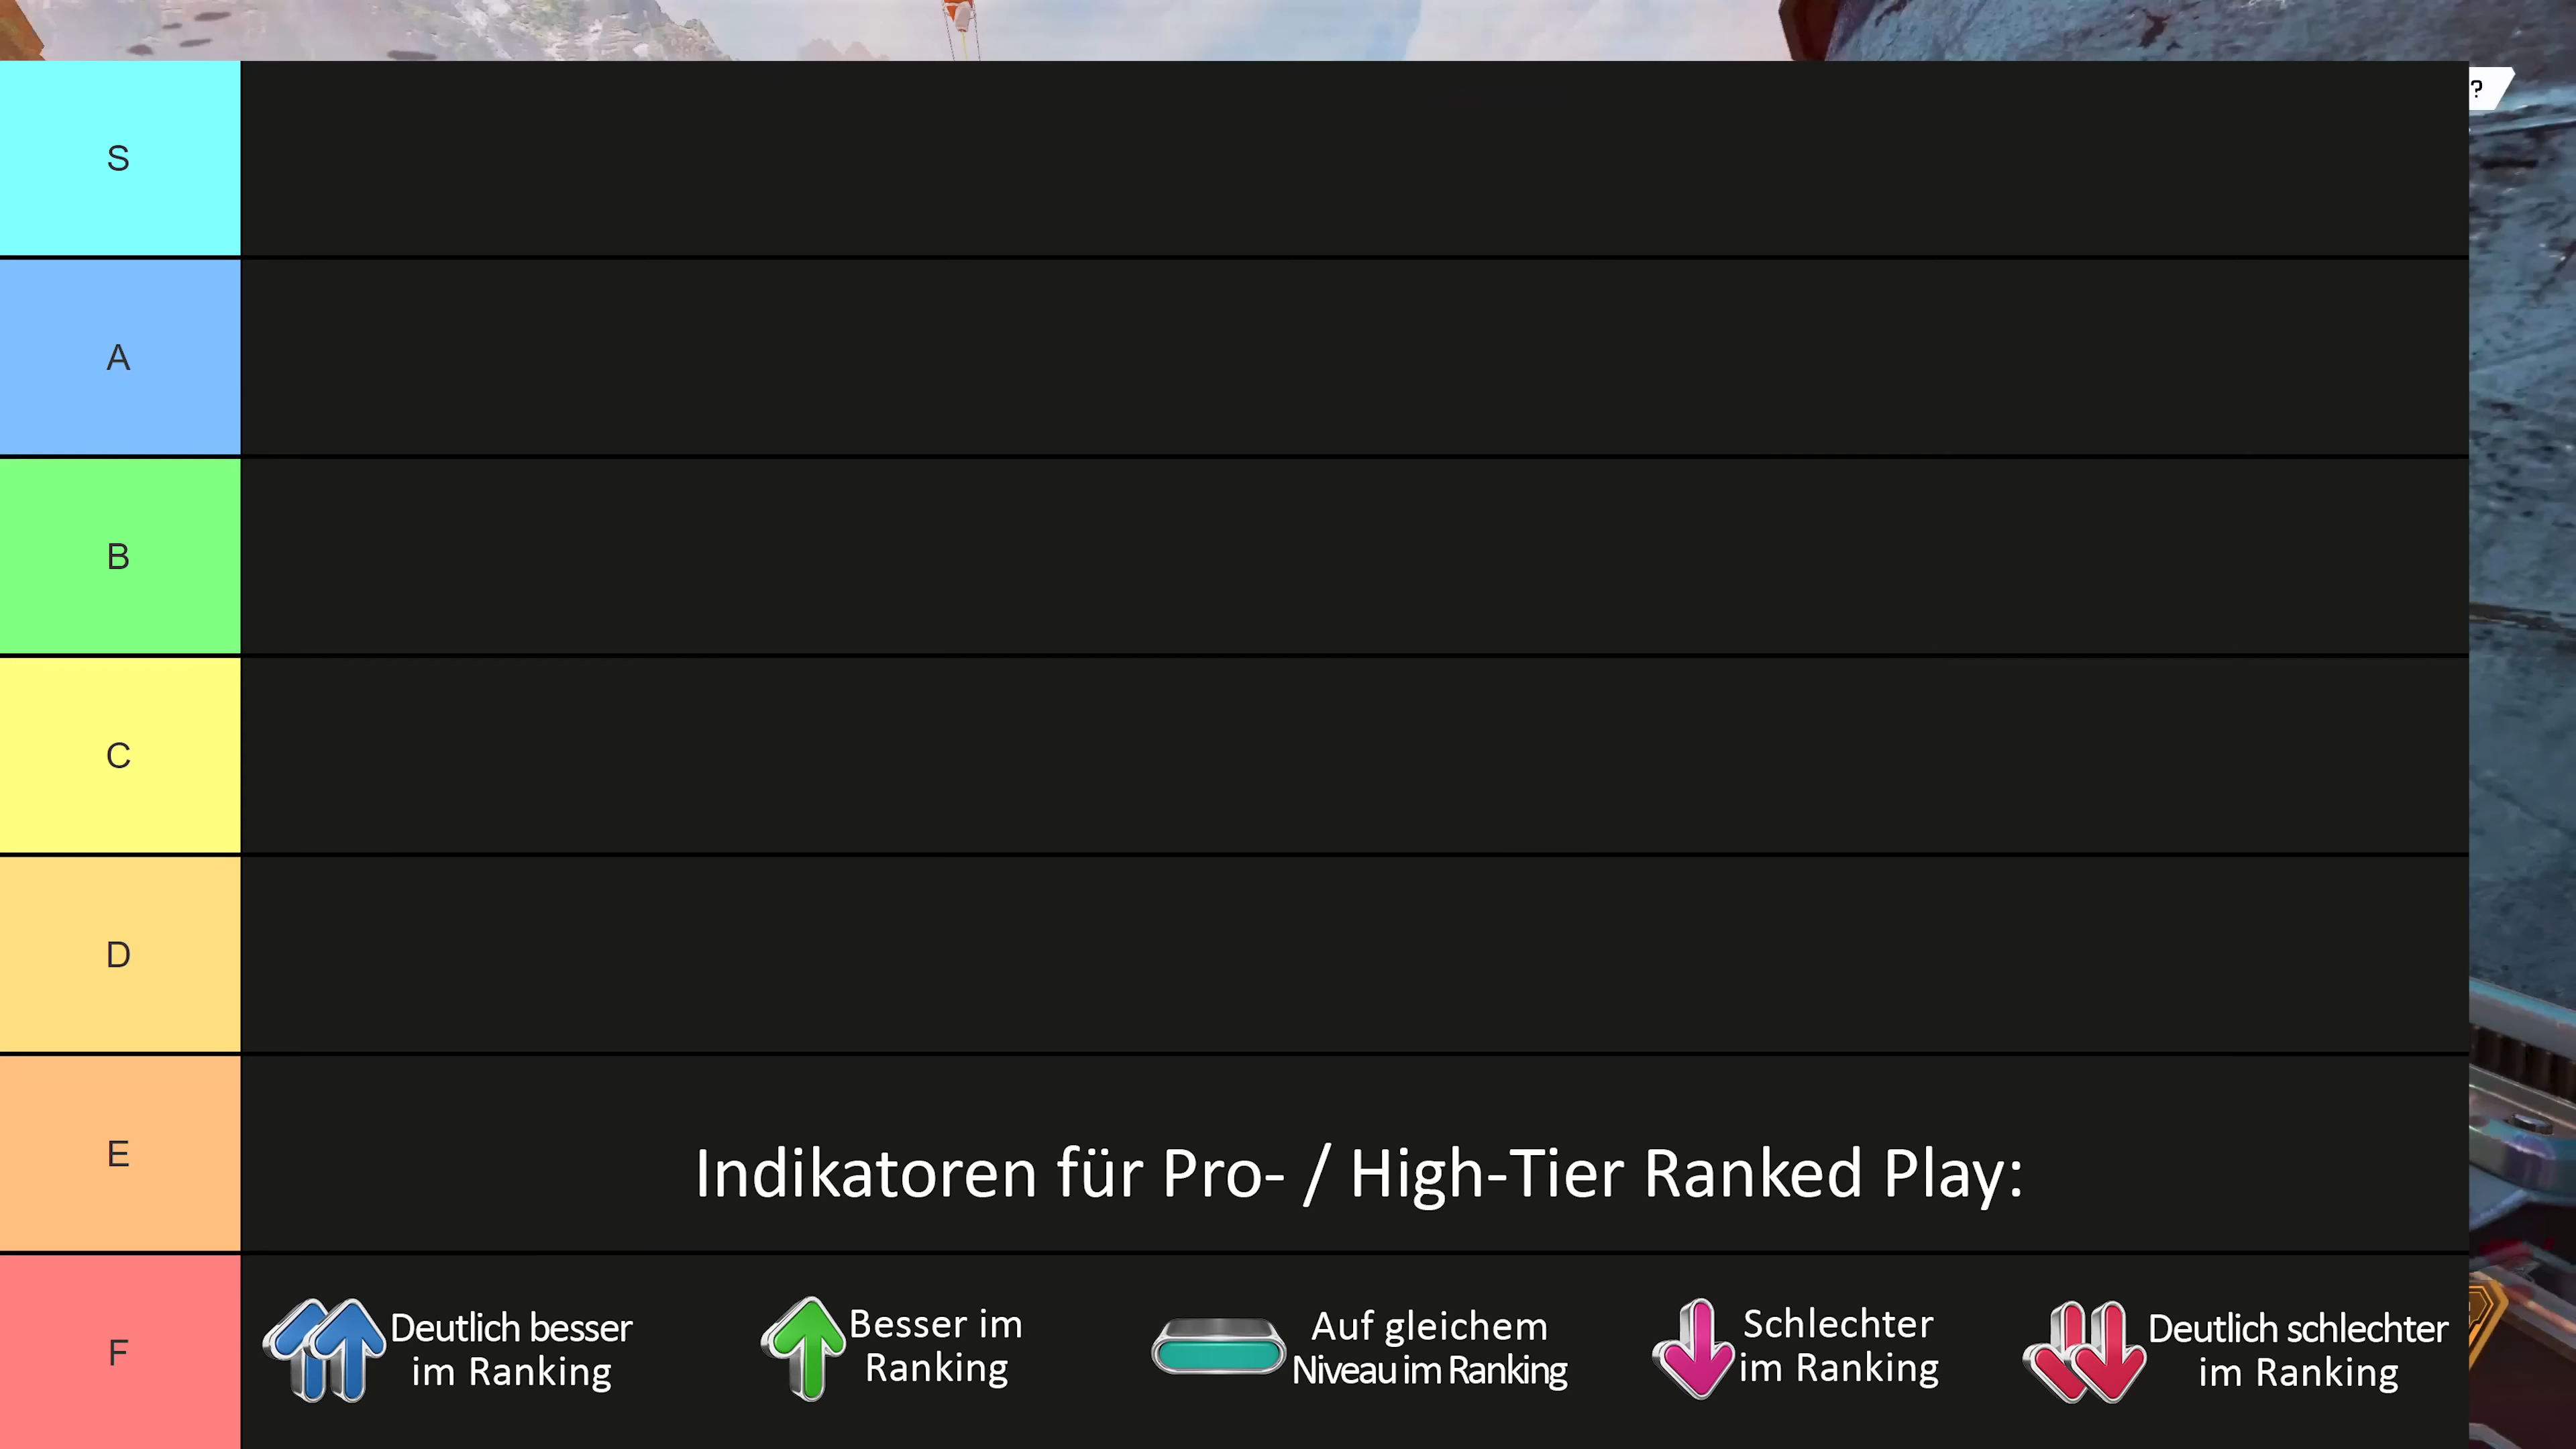 ?
S
A
B
C
D
E
Indikatoren für Pro- / High-Tier Ranked Play:
F
Deutlich besser
im Ranking
Besser im
Ranking
Auf gleichem
Niveau im Ranking
Schlechter
im Ranking
Deutlich schlechter
im Ranking